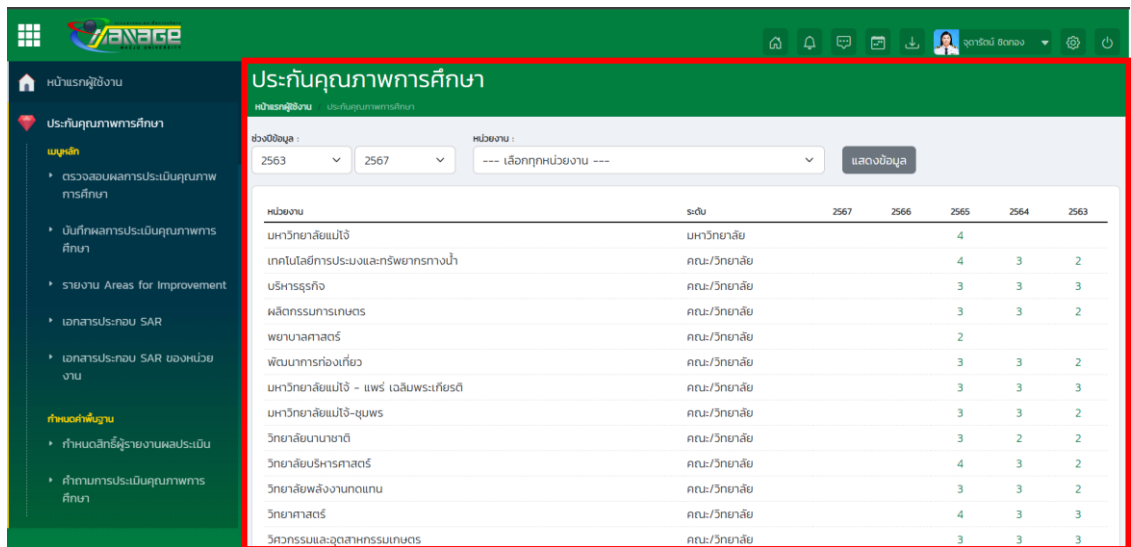 Manage
MAEJO UNIVERSITY
จุฑารัตน์ ชิดทอง
หน้าแรกผู้ใช้งาน
ประกันคุณภาพการศึกษา
เมนูหลัก
ตรวจสอบผลการประเมินคุณภาพ
การศึกษา
บันทึกผลการประเมินคุณภาพการ
ศึกษา
รายงาน Areas for Improvement
เอกสารประกอบ SAR
เอกสารประกอบ SAR ของหน่วย
งาน
กำหนดค่าพื้นฐาน
กำหนดสิทธิ์ผู้รายงานผลประเมิน
คำถามการประเมินคุณภาพการ
ศึกษา
ประกันคุณภาพการศึกษา
หน้าแรกผู้ใช้งาน / ประกันคุณภาพการศึกษา
ช่วงปีข้อมูล : หน่วยงาน :
2563 2567 --- เลือกทุกหน่วยงาน --- แสดงข้อมูล
หน่วยงาน ระดับ 2567 2566 2565 2564 2563
มหาวิทยาลัยแม่โจ้ มหาวิทยาลัย 4
เทคโนโลยีการประมงและทรัพยากรทางน้ำ คณะ/วิทยาลัย 4 3 2
บริหารธุรกิจ คณะ/วิทยาลัย 3 3 3
ผลิตกรรมการเกษตร คณะ/วิทยาลัย 3 3 2
พยาบาลศาสตร์ คณะ/วิทยาลัย 2
พัฒนาการท่องเที่ยว คณะ/วิทยาลัย 3 3 2
มหาวิทยาลัยแม่โจ้ - แพร่ เฉลิมพระเกียรติ คณะ/วิทยาลัย 3 3 3
มหาวิทยาลัยแม่โจ้-ชุมพร คณะ/วิทยาลัย 3 3 2
วิทยาลัยนานาชาติ คณะ/วิทยาลัย 3 2 2
วิทยาลัยบริหารศาสตร์ คณะ/วิทยาลัย 4 3 2
วิทยาลัยพลังงานทดแทน คณะ/วิทยาลัย 3 3 2
วิทยาศาสตร์ คณะ/วิทยาลัย 4 3 3
วิศวกรรมและอุตสาหกรรมเกษตร คณะ/วิทยาลัย 3 3 3